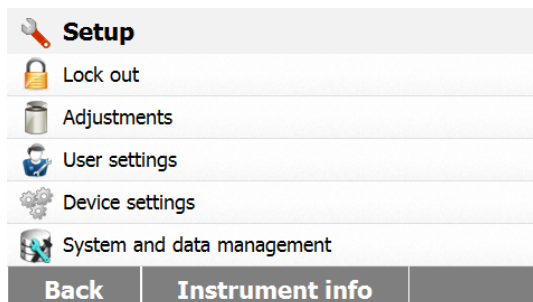 Setup
Lock out
Adjustments
User settings
Device settings
System and data management
Back Instrument info